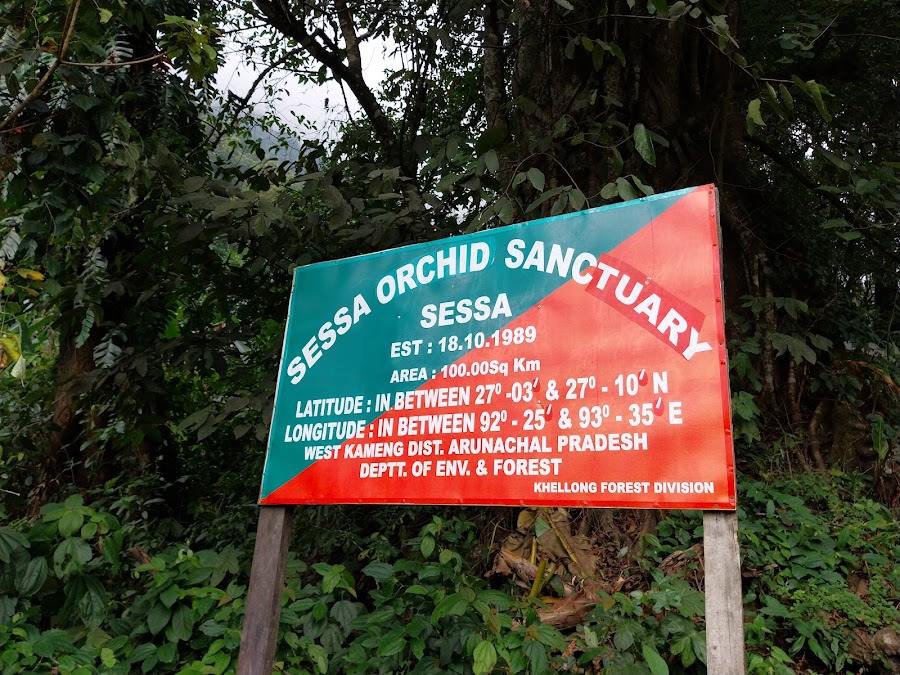 SESSA ORCHID SANCTUARY
SESSA
EST : 18.10.1989
AREA : 100.00Sq Km
LATITUDE : IN BETWEEN 27⁰ -03' & 27⁰ - 10' N
LONGITUDE : IN BETWEEN 92⁰ - 25' & 93⁰ - 35' E
WEST KAMENG DIST. ARUNACHAL PRADESH
DEPTT. OF ENV. & FOREST
KHELLONG FOREST DIVISION